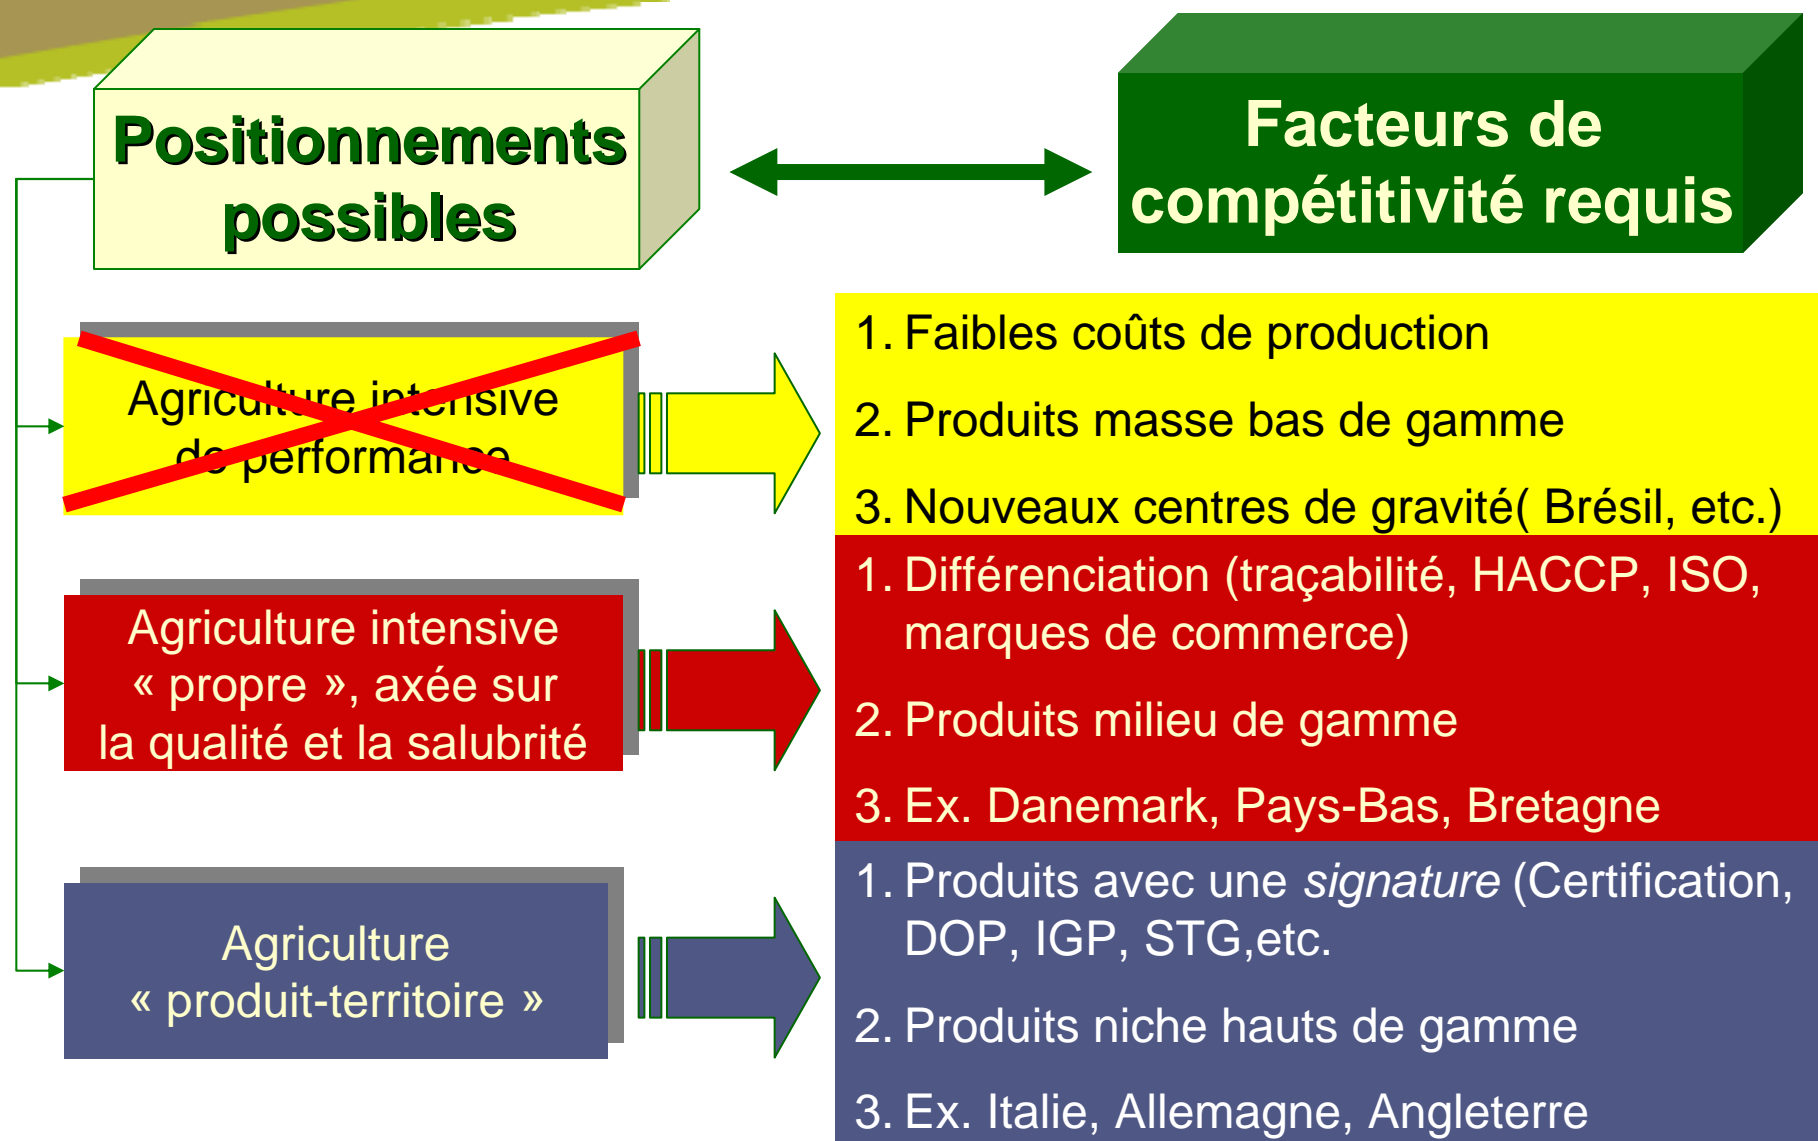 Positionnements
possibles
Facteurs de
compétitivité requis
Agriculture intensive
de performance
1. Faibles coûts de production
2. Produits masse bas de gamme
3. Nouveaux centres de gravité( Brésil, etc.)
Agriculture intensive
« propre », axée sur
la qualité et la salubrité
1. Différenciation (traçabilité, HACCP, ISO,
marques de commerce)
2. Produits milieu de gamme
3. Ex. Danemark, Pays-Bas, Bretagne
Agriculture
« produit-territoire »
1. Produits avec une signature (Certification,
DOP, IGP, STG,etc.
2. Produits niche hauts de gamme
3. Ex. Italie, Allemagne, Angleterre